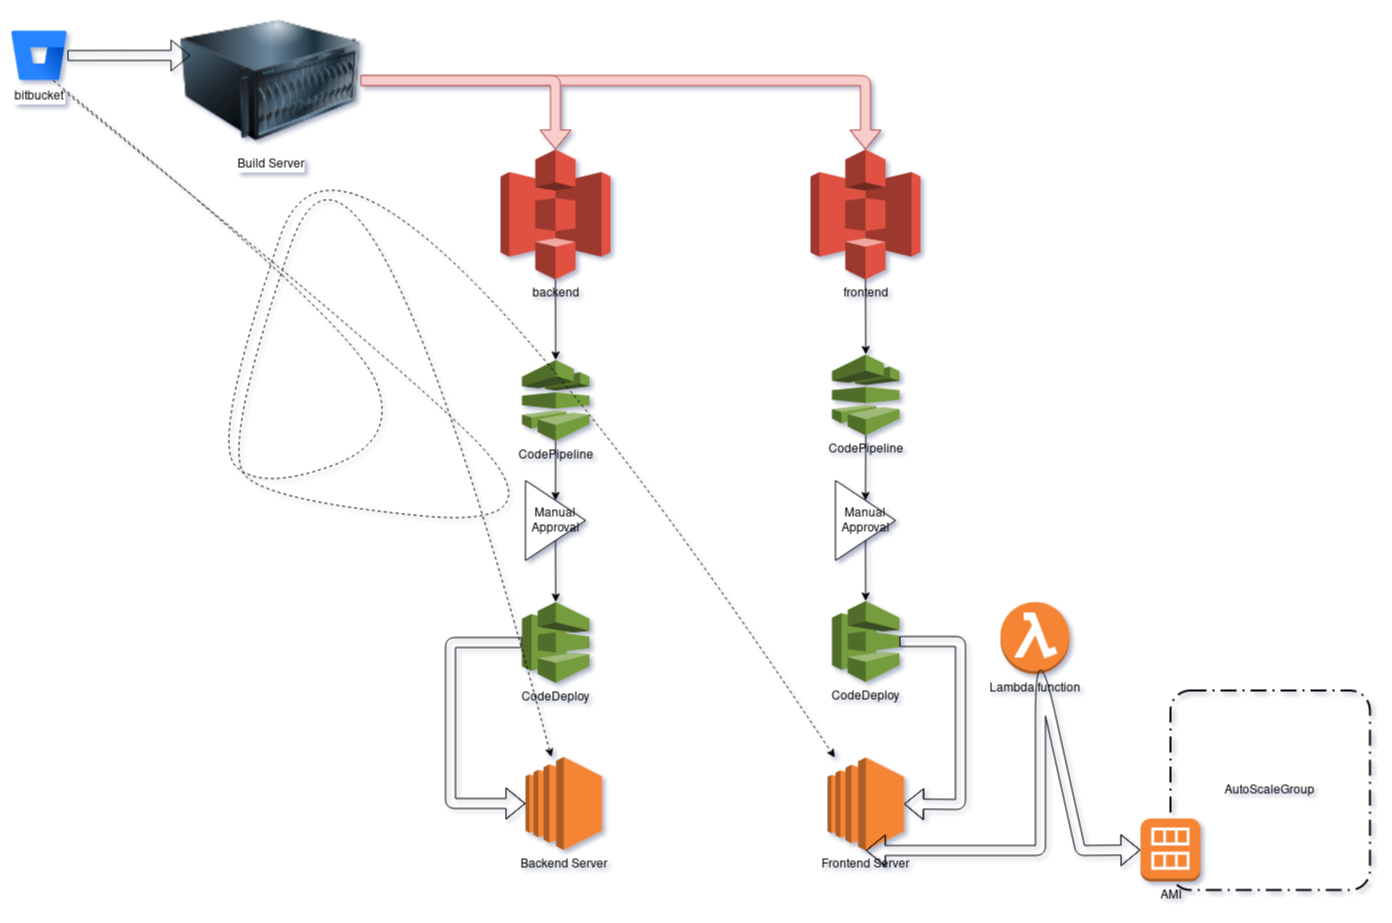 bitbucket
Build Server
backend
frontend
CodePipeline
CodePipeline
Manual
Approval
Manual
Approval
CodeDeploy
CodeDeploy
Lambda function
AutoScaleGroup
Backend Server
Frontend Server
AMI